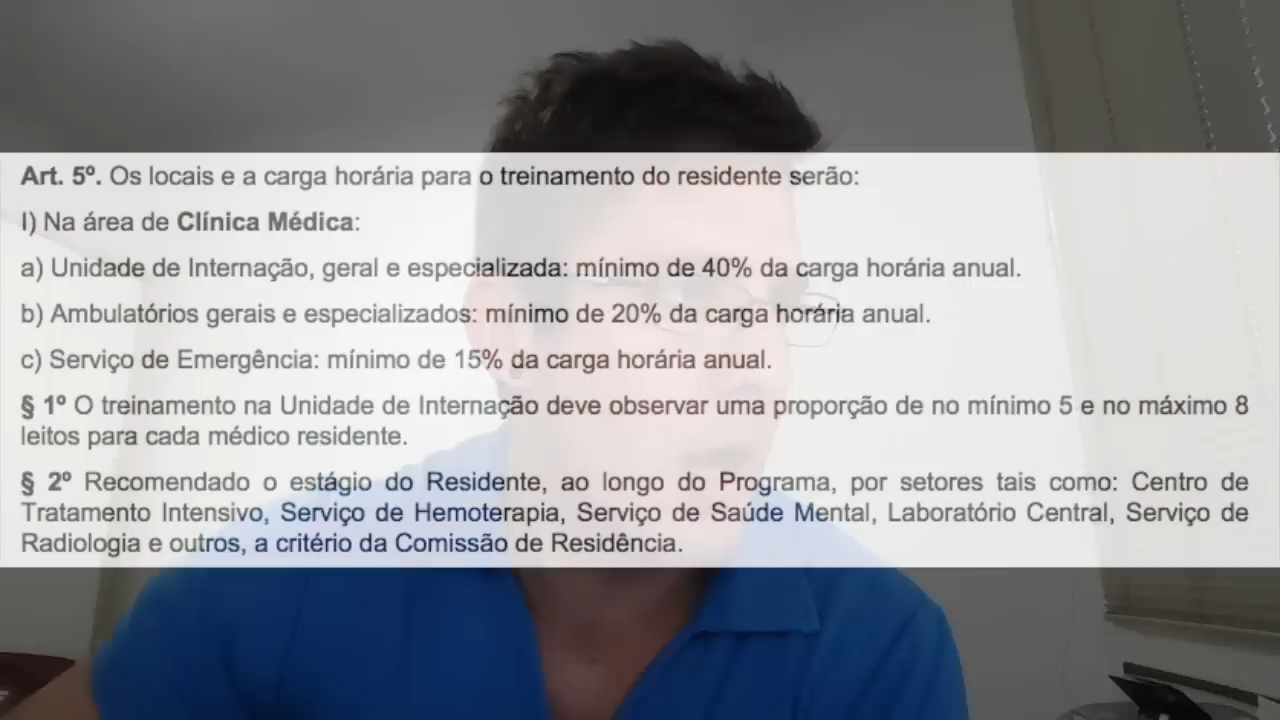 Art. 5º. Os locais e a carga horária para o treinamento do residente serão:
I) Na área de Clínica Médica:
a) Unidade de Internação, geral e especializada: mínimo de 40% da carga horária anual.
b) Ambulatórios gerais e especializados: mínimo de 20% da carga horária anual.
c) Serviço de Emergência: mínimo de 15% da carga horária anual.
§ 1º O treinamento na Unidade de Internação deve observar uma proporção de no mínimo 5 e no máximo 8
leitos para cada médico residente.
§ 2º Recomendado o estágio do Residente, ao longo do Programa, por setores tais como: Centro de
Tratamento Intensivo, Serviço de Hemoterapia, Serviço de Saúde Mental, Laboratório Central, Serviço de
Radiologia e outros, a critério da Comissão de Residência.